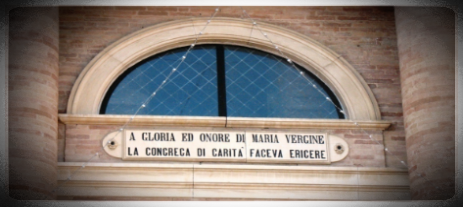 A GLORIA ED ONORE DI MARIA VERGINE
LA CONGREGA DI CARITÀ FACEVA ERIGERE